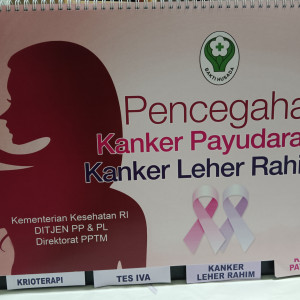 BAKTI HUSADA
Pencegaha
Kanker Payudara
Kanker Leher Rahi
Kementerian Kesehatan RI
DITJEN PP & PL
Direktorat PPTM
KRIOTERAPI
TES IVA
KANKER
LEHER RAHIM